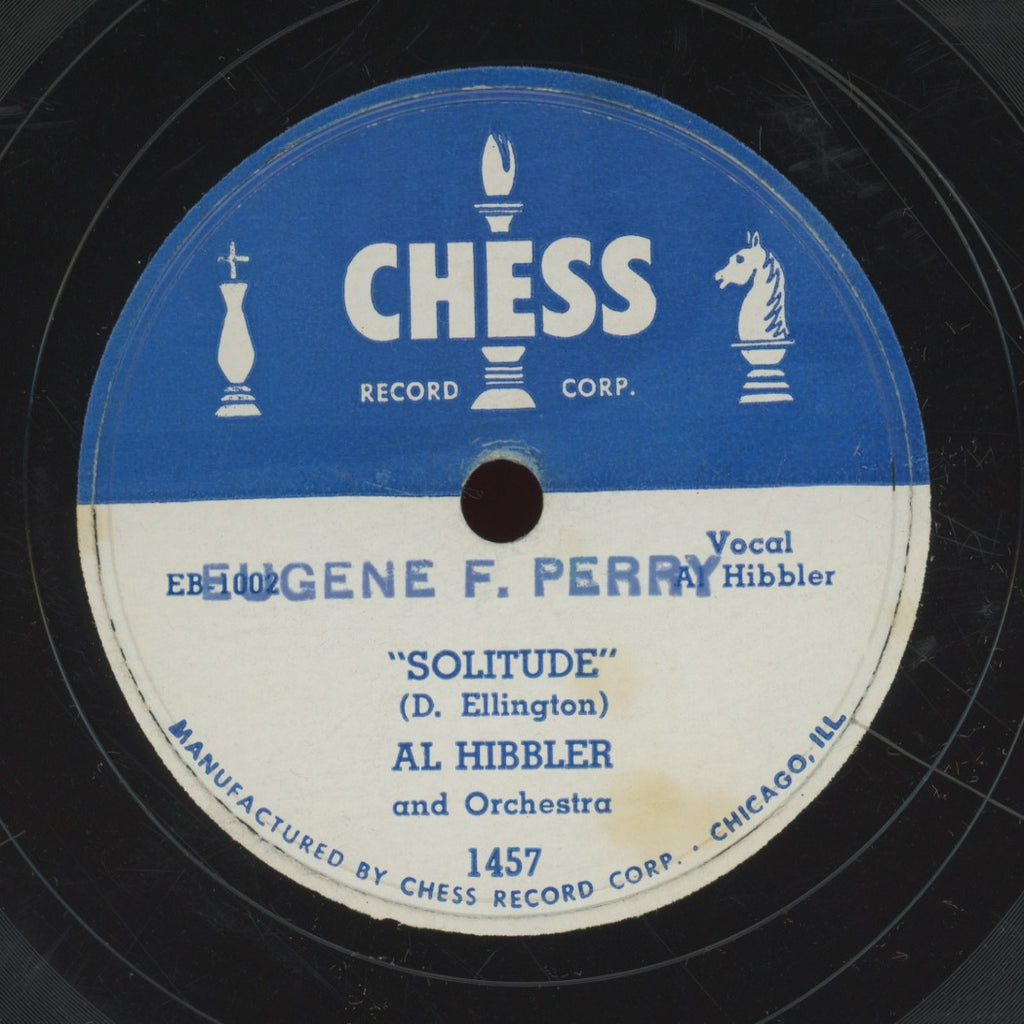 CHESS
RECORD CORP.
Vocal
EB-1002 Al Hibbler
EUGENE F. PERRY
"SOLITUDE"
(D. Ellington)
AL HIBBLER
and Orchestra
1457
MANUFACTURED BY CHESS RECORD CORP. . CHICAGO, ILL